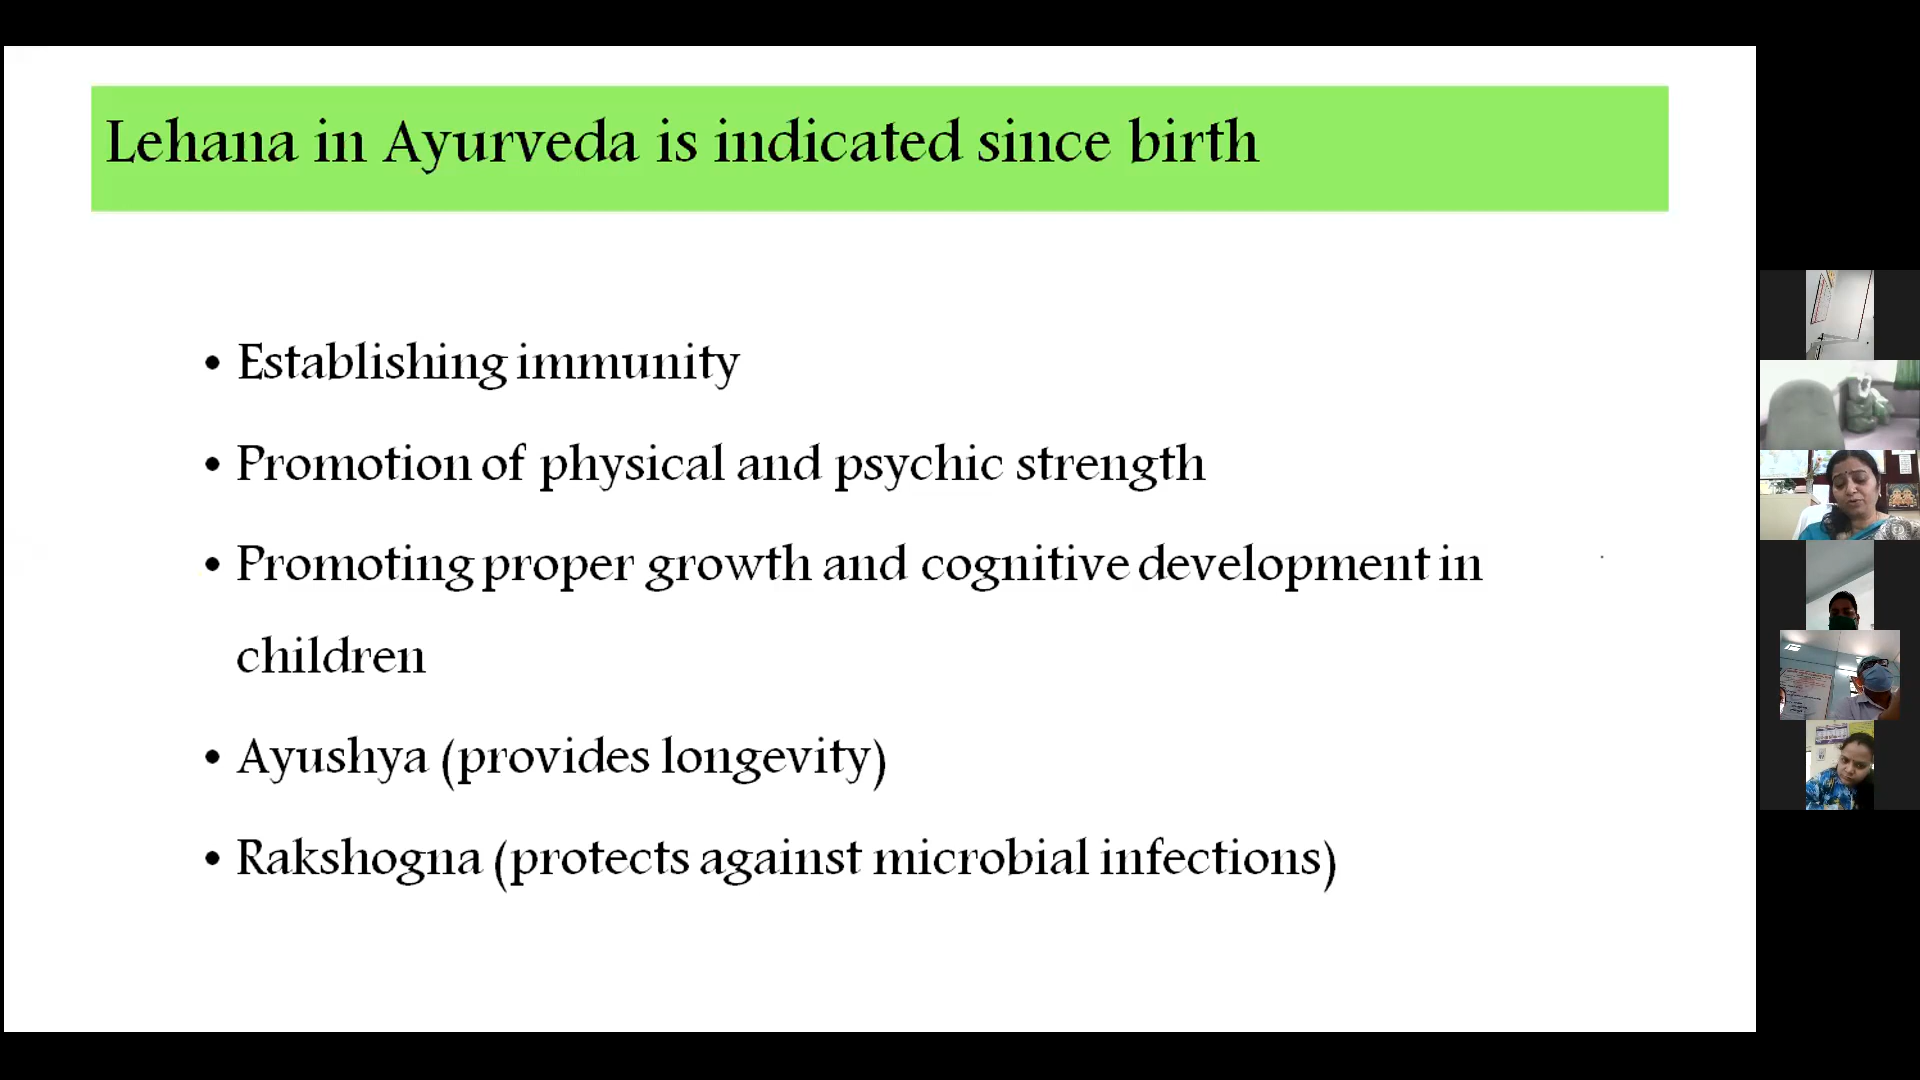 Lehana in Ayurveda is indicated since birth
• Establishing immunity
• Promotion of physical and psychic strength
• Promoting proper growth and cognitive development in
children
• Ayushya (provides longevity)
• Rakshogna (protects against microbial infections)